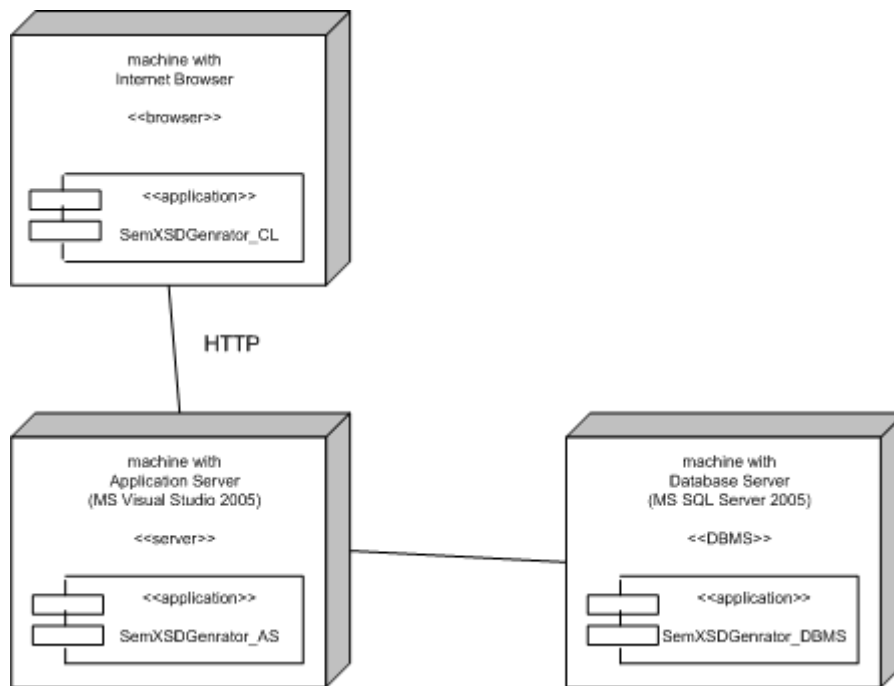 machine with
Internet Browser
<<browser>>
<<application>>
SemXSDGenrator_CL
HTTP
machine with
Application Server
(MS Visual Studio 2005)
<<server>>
<<application>>
SemXSDGenrator_AS
machine with
Database Server
(MS SQL Server 2005)
<<DBMS>>
<<application>>
SemXSDGenrator_DBMS